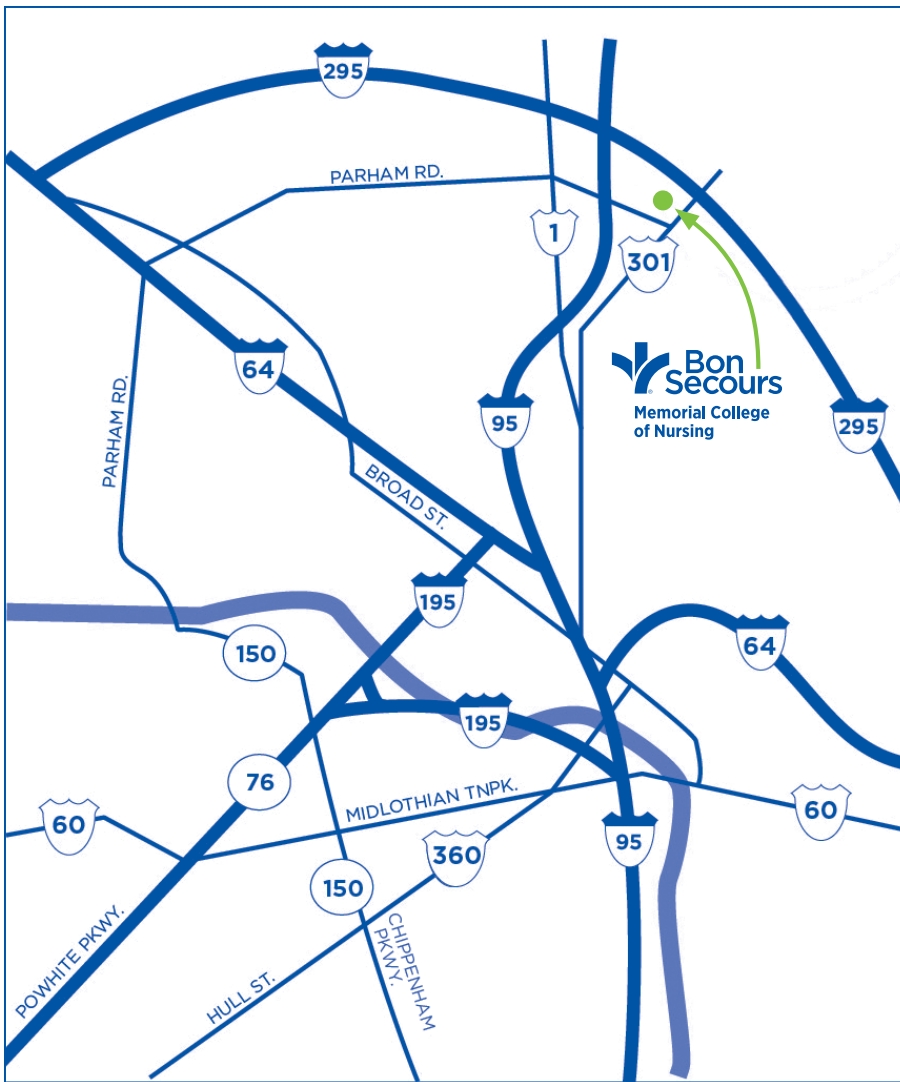 295
PARHAM RD.
1
301
64
Bon
Secours
®
Memorial College
of Nursing
PARHAM RD.
95
295
BROAD ST.
195
150
64
195
76
MIDLOTHIAN TNPK.
60
60
360
95
150
POWHITE PKWY.
CHIPPENHAM
PKWY.
HULL ST.